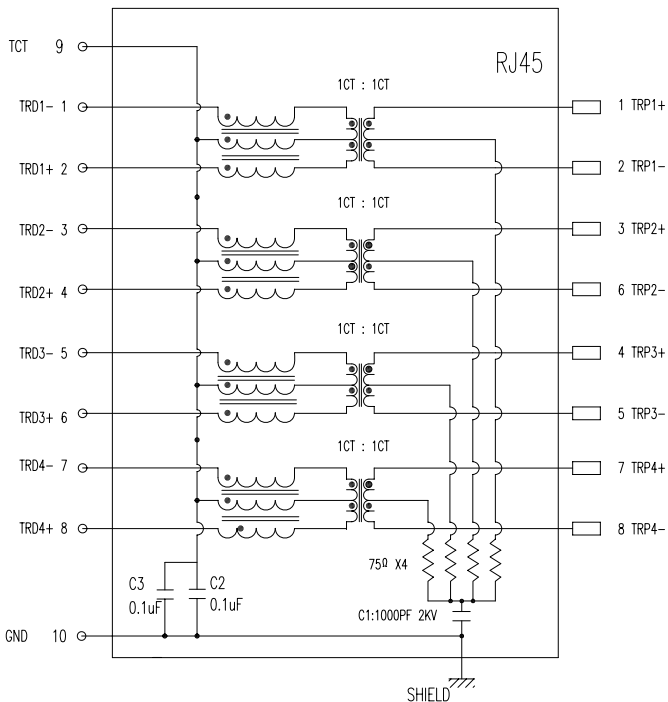 TCT 9
RJ45
1CT : 1CT
TRD1- 1
1 TRP1+
TRD1+ 2
2 TRP1-
1CT : 1CT
TRD2- 3
3 TRP2+
TRD2+ 4
6 TRP2-
1CT : 1CT
TRD3- 5
4 TRP3+
TRD3+ 6
5 TRP3-
1CT : 1CT
TRD4- 7
7 TRP4+
TRD4+ 8
8 TRP4-
75Ω X4
C3
0.1uF
C2
0.1uF
C1:1000PF 2KV
GND 10
SHIELD